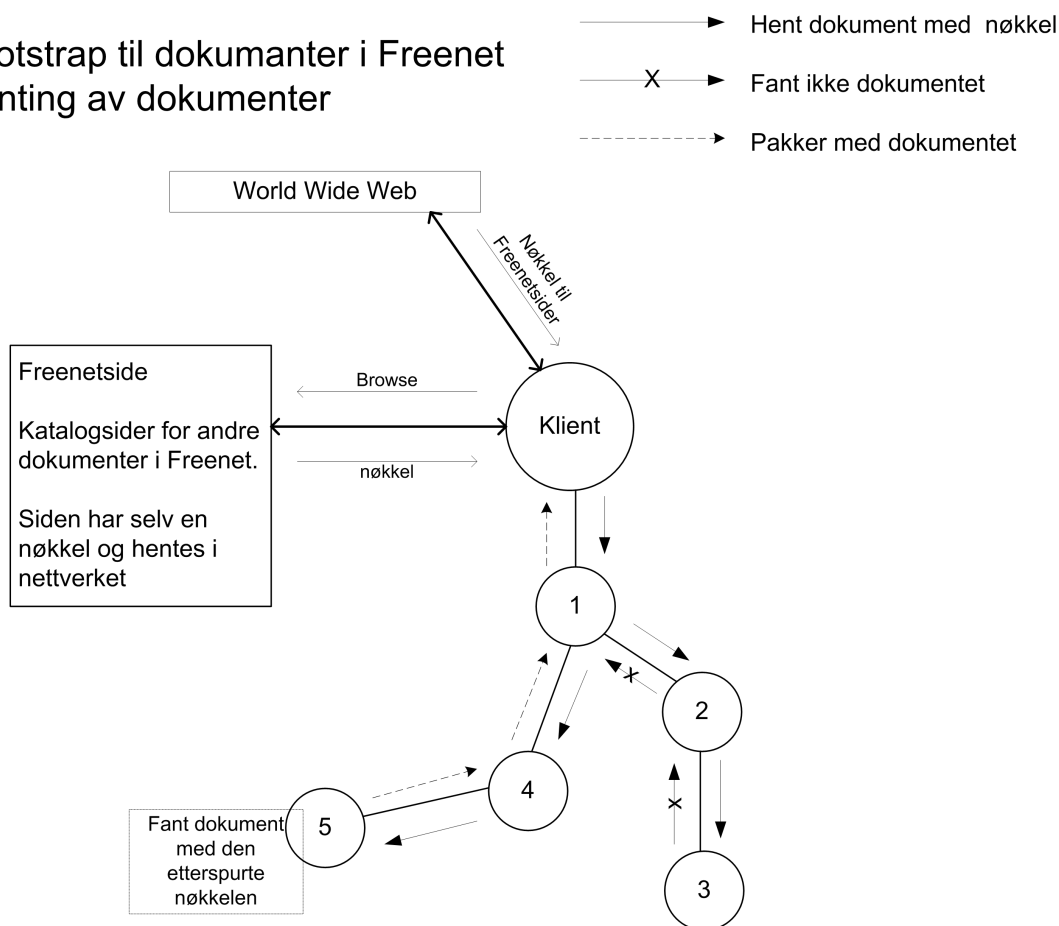 otstrap til dokumanter i Freenet
nting av dokumenter
Hent dokument med nøkkel
X
Fant ikke dokumentet
Pakker med dokumentet
World Wide Web
Nøkkel til
Freenetsider
Freenetside
Katalogsider for andre
dokumenter i Freenet.
Siden har selv en
nøkkel og hentes i
nettverket
Browse
nøkkel
Klient
1
X
2
4
X
5
Fant dokument
med den
etterspurte
nøkkelen
3